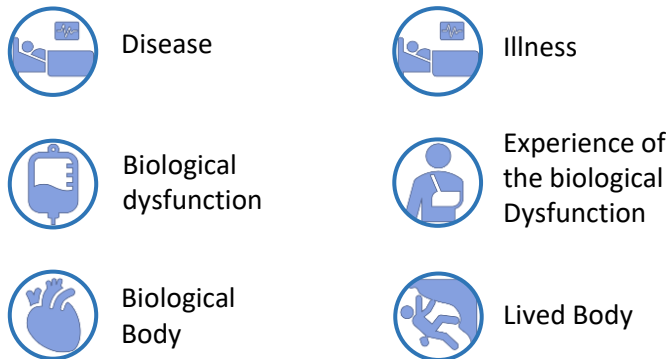 Disease
Illness
Biological
dysfunction
Experience of
the biological
Dysfunction
Biological
Body
Lived Body